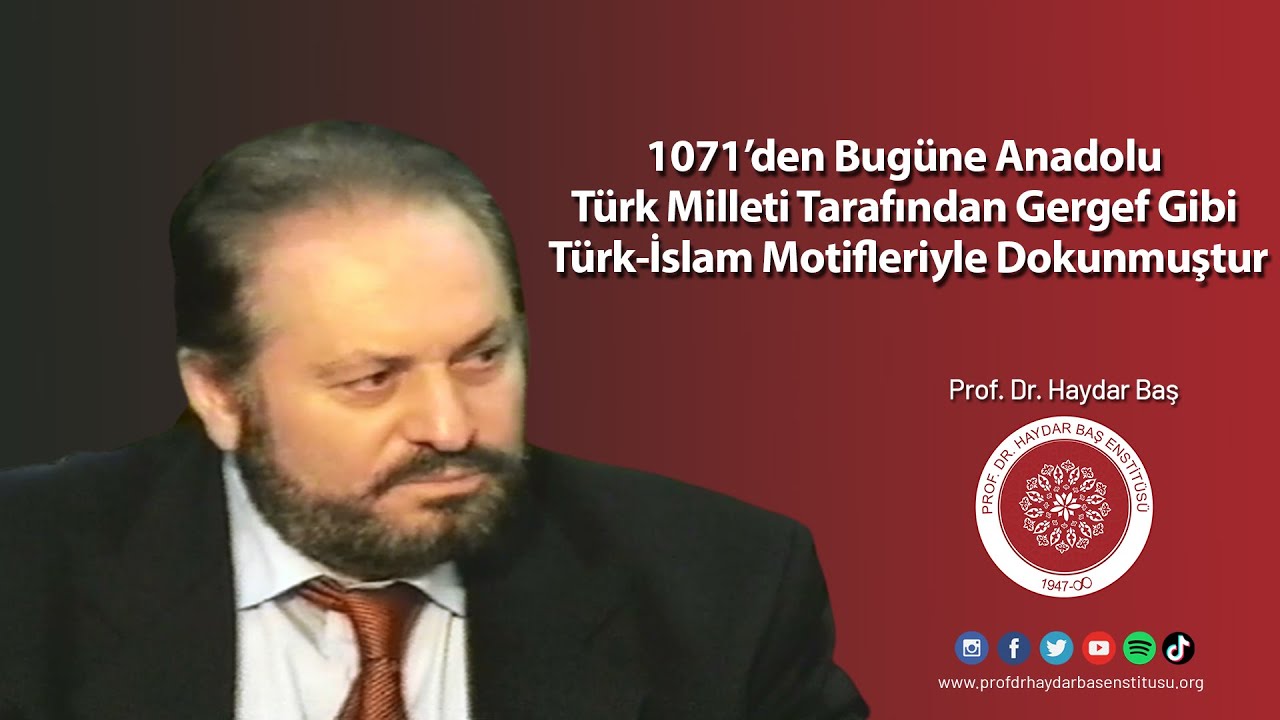 1071’den Bugüne Anadolu
Türk Milleti Tarafından Gergef Gibi
Türk-İslam Motifleriyle Dokunmuştur
Prof. Dr. Haydar Baş
PROF. DR. HAYDAR BAŞ ENSTİTÜSÜ
1947-∞
www.profdrhaydarbasenstitusu.org